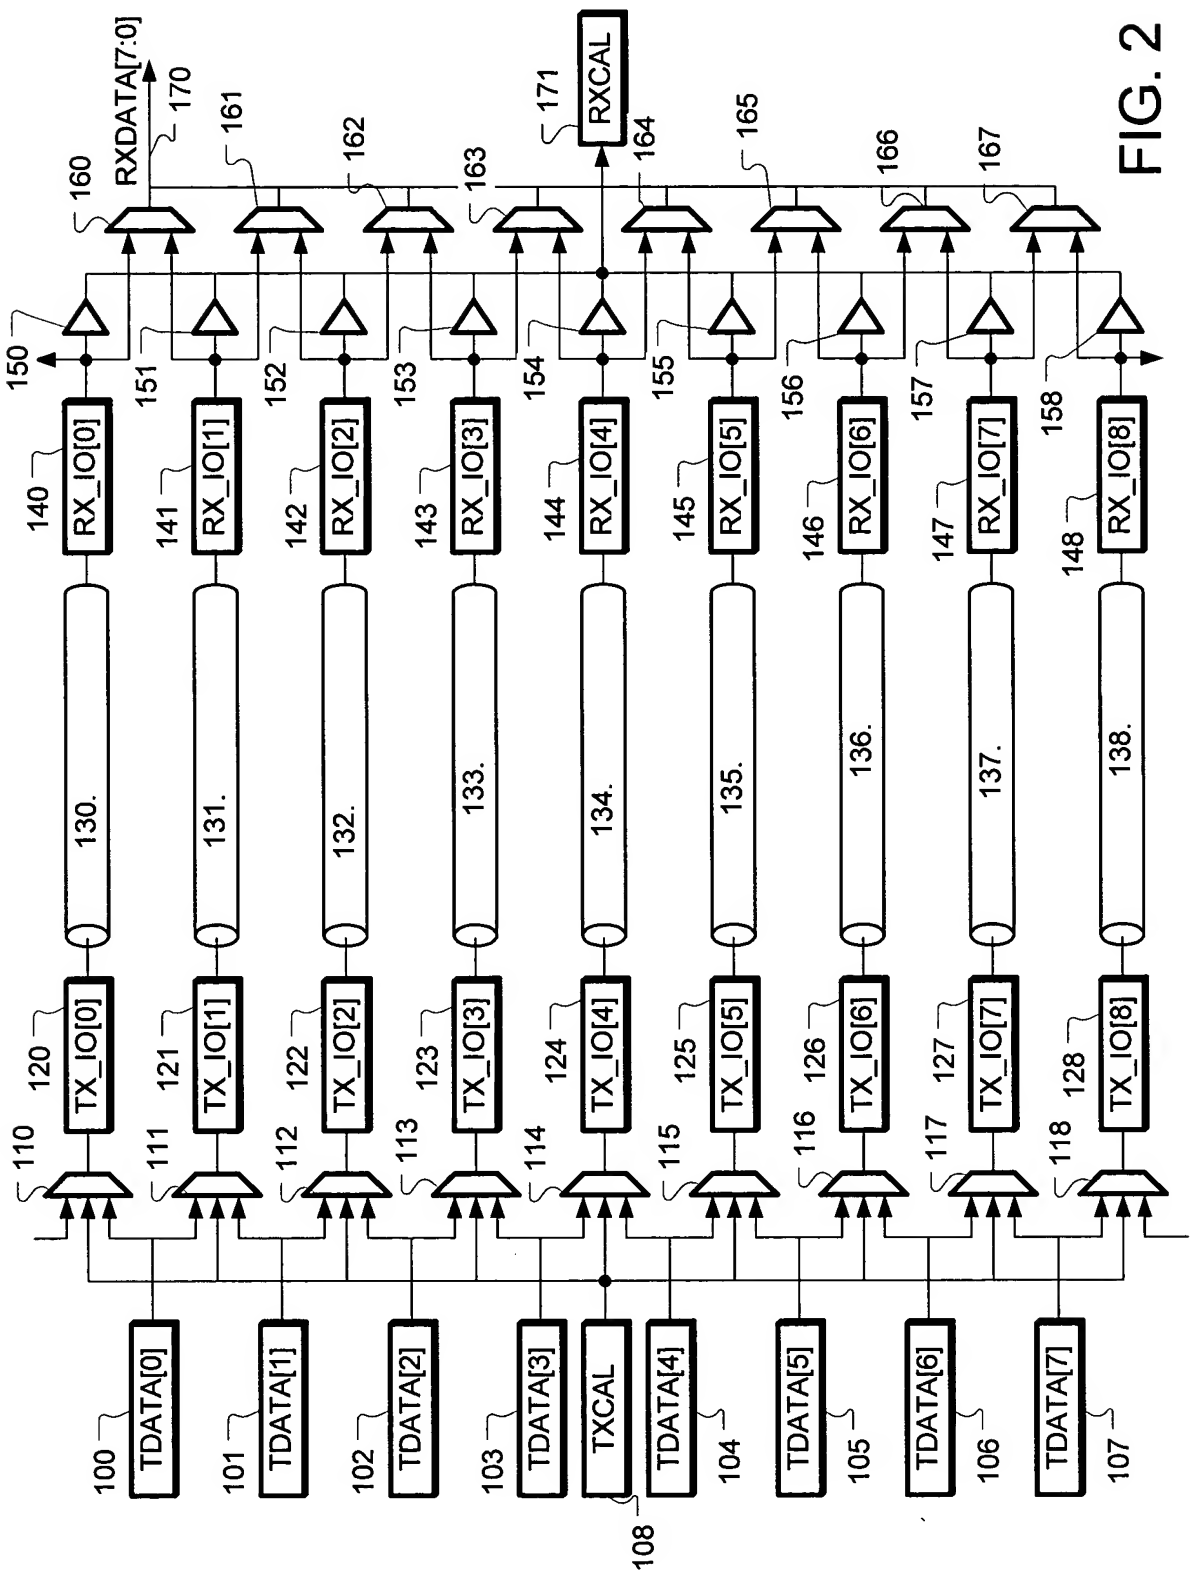 RXDATA[7:0]
170
160
161
162
163
171
RXCAL
164
165
166
167
150
151
152
153
154
155
156
157
158
140
RX_IO[0]
141
RX_IO[1]
142
RX_IO[2]
143
RX_IO[3]
144
RX_IO[4]
145
RX_IO[5]
146
RX_IO[6]
147
RX_IO[7]
148
RX_IO[8]
130.
131.
132.
133.
134.
135.
136.
137.
138.
120
TX_IO[0]
121
TX_IO[1]
122
TX_IO[2]
123
TX_IO[3]
124
TX_IO[4]
125
TX_IO[5]
126
TX_IO[6]
127
TX_IO[7]
128
TX_IO[8]
110
111
112
113
114
115
116
117
118
100
TDATA[0]
101
TDATA[1]
102
TDATA[2]
103
TDATA[3]
108
TXCAL
TDATA[4]
104
TDATA[5]
105
TDATA[6]
106
TDATA[7]
107
FIG. 2